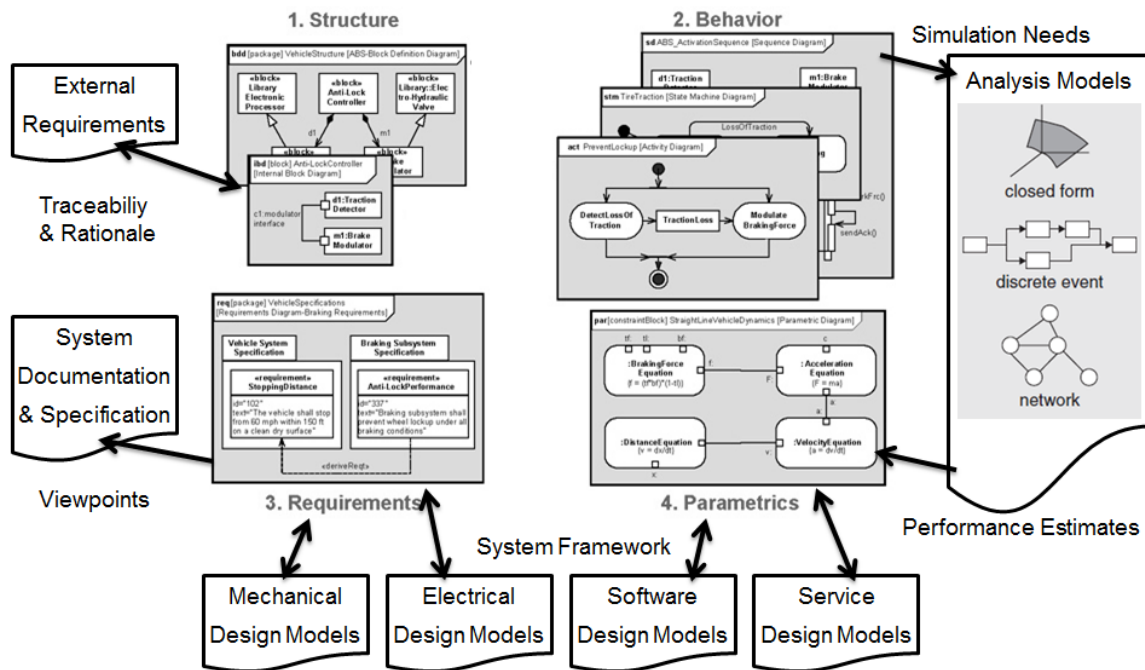 1. Structure
2. Behavior
bdd [package] VehicleStructure [ABS-Block Definition Diagram]
«block»
Library
Electronic
Processor
«block»
Anti-Lock
Controller
«block»
Library::Elec
tro-Hydraulic
Valve
d1
m1
«block»
ibd [block] Anti-LockController
[Internal Block Diagram]
c1:modulator
interface
d1:Traction
Detector
m1:Brake
Modulator
sd ABS_ActivationSequence [Sequence Diagram]
d1:Traction
m1:Brake
stm TireTraction [State Machine Diagram]
LossOfTraction
act PreventLockup [Activity Diagram]
DetectLossOf
Traction
TractionLoss
Modulate
BrakingForce
sendAck()
External
Requirements
Traceabiliy
& Rationale
System
Documentation
& Specification
Viewpoints
req [package] VehicleSpecifications
[Requirements Diagram-Braking Requirements]
Vehicle System
Specification
Braking Subsystem
Specification
«requirement»
StoppingDistance
id="102"
text="The vehicle shall stop
from 60 mph within 150 ft
on a clean dry surface"
«requirement»
Anti-LockPerformance
id="337"
text="Braking subsystem shall
prevent wheel lockup under all
braking conditions"
«deriveReqt»
3. Requirements
par [constraintBlock] StraightLineVehicleDynamics [Parametric Diagram]
tf: tl: bf:
:BrakingForce
Equation
{f = (tf*bf)*(1-tl)}
f:
F:
c
: Acceleration
Equation
{F = ma}
a:
a:
:DistanceEquation
{v = dx/dt}
v:
:VelocityEquation
{a = dv/dt}
x:
4. Parametrics
Simulation Needs
Analysis Models
closed form
discrete event
network
Performance Estimates
System Framework
Mechanical
Design Models
Electrical
Design Models
Software
Design Models
Service
Design Models